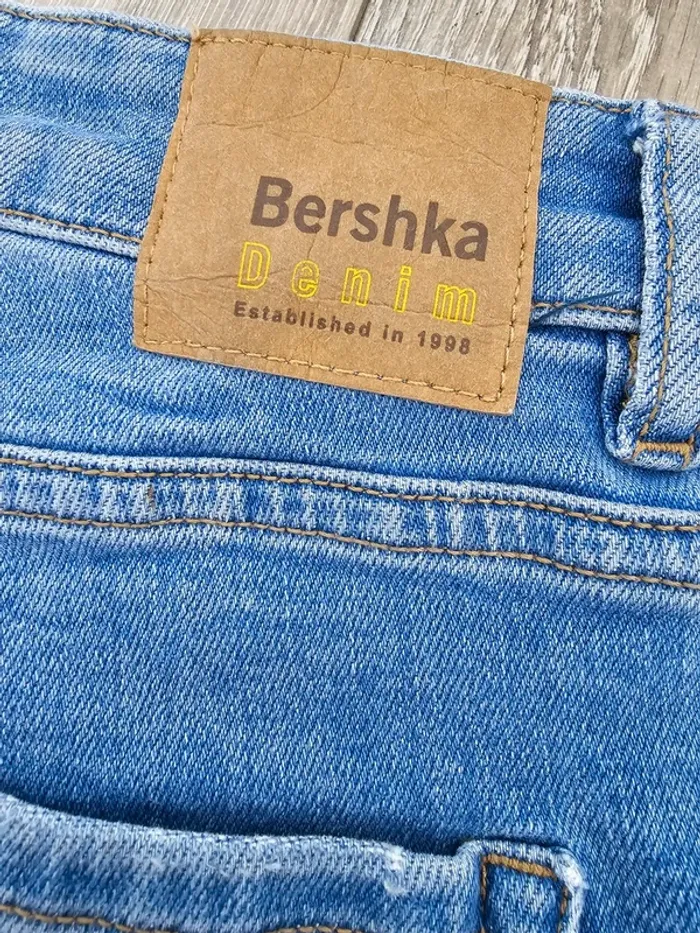 Bershka
Denim
Established in 1998